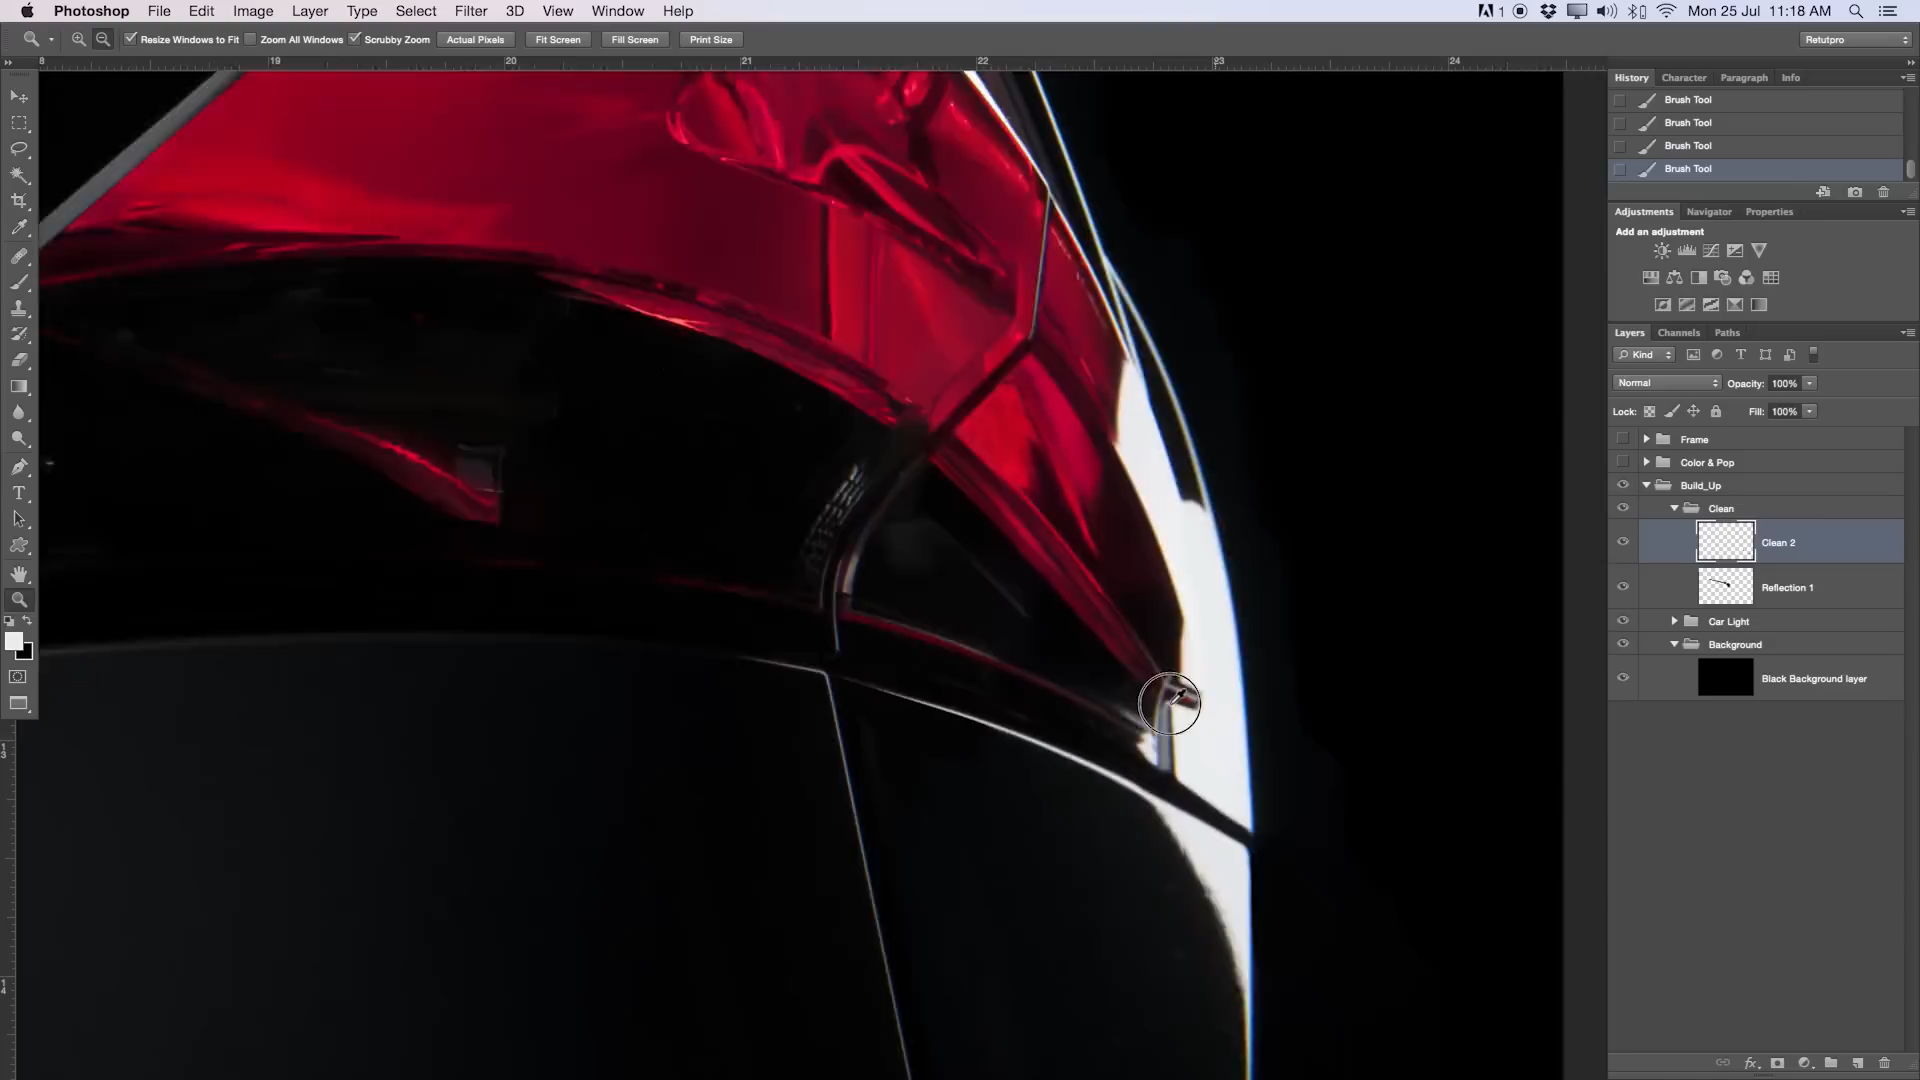 Photoshop File Edit Image Layer Type Select Filter 3D View Window Help 1 Mon 25 Jul 11:18 AM
Resize Windows to Fit Zoom All Windows Scrubby Zoom Actual Pixels Fit Screen Fill Screen Print Size Retutpro
8 19 20 21 22 23 24
History Character Paragraph Info
Brush Tool
Brush Tool
Brush Tool
Brush Tool
Adjustments Navigator Properties
Add an adjustment
Layers Channels Paths
Kind
Normal Opacity: 100%
Lock: Fill: 100%
Frame
Color & Pop
Build_Up
Clean
Clean 2
Reflection 1
Car Light
Background
Black Background layer
13
14